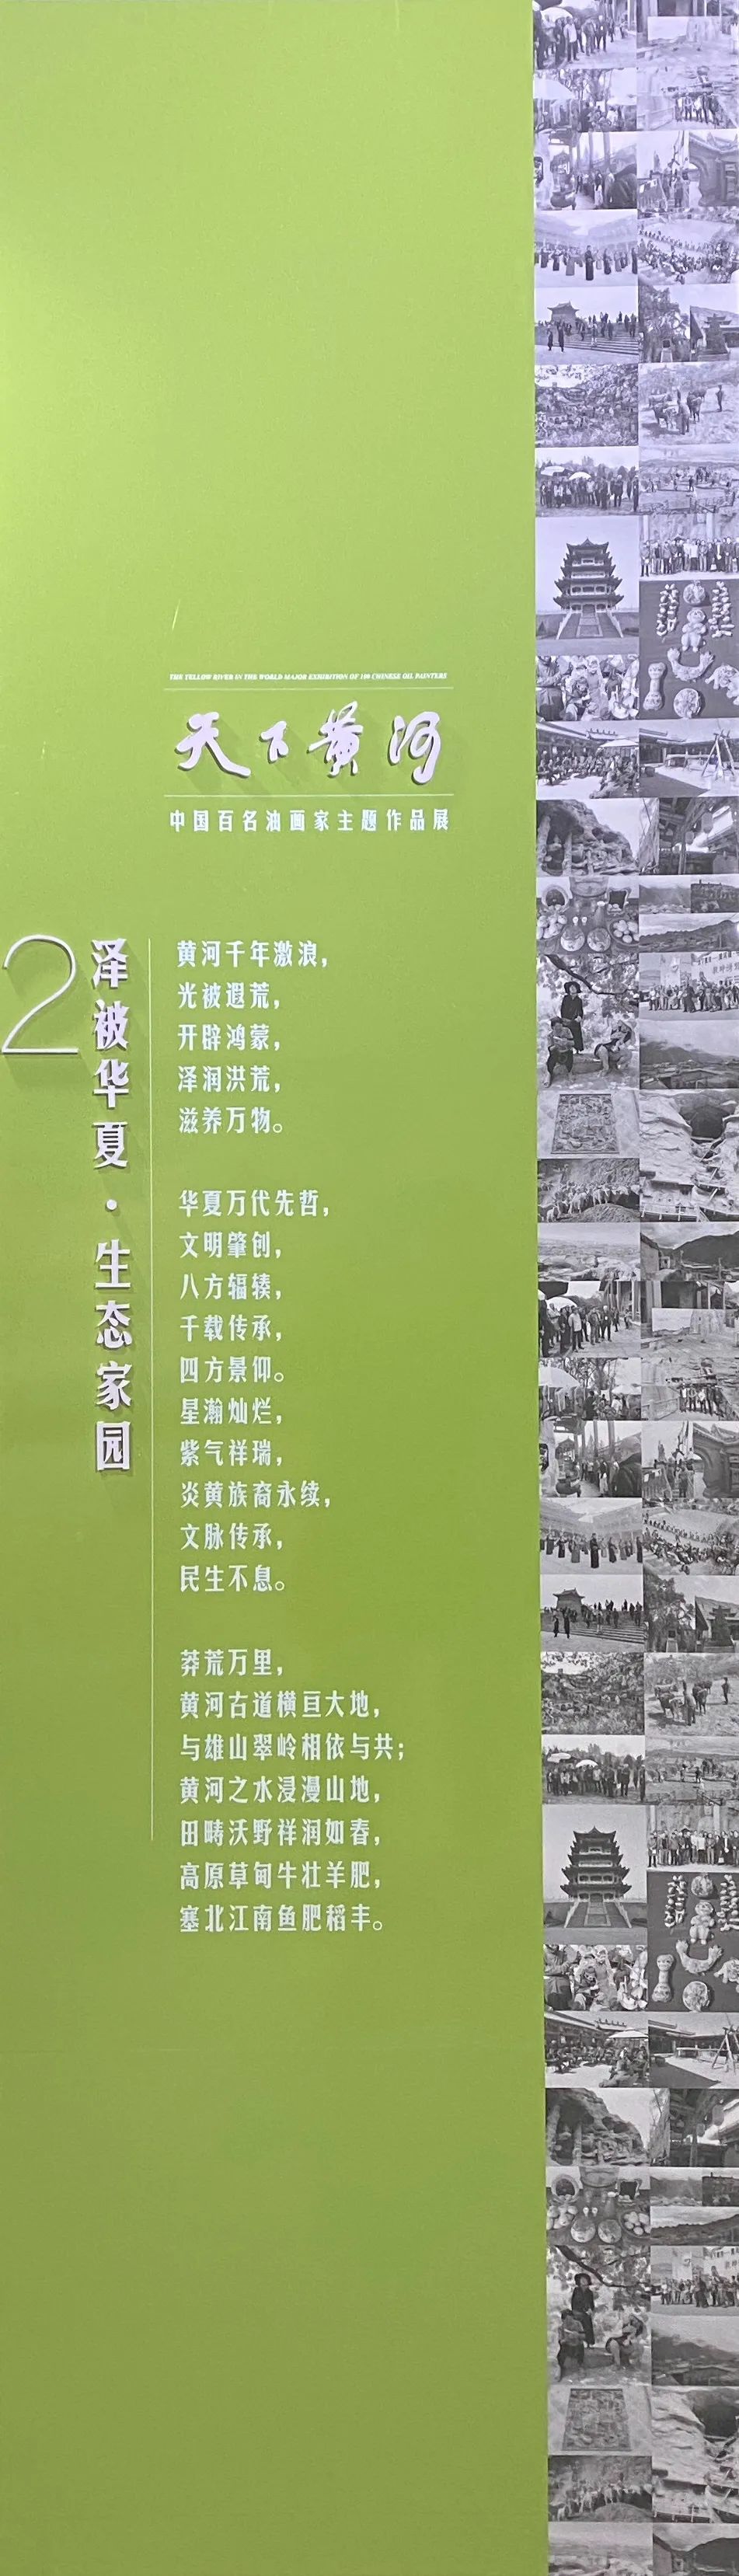 THE YELLOW RIVER IN THE WORLD MAJOR EXHIBITION OF 100 CHINESE OIL PAINTERS
天下黄河
中国百名油画家主题作品展
2
泽被华夏·生态家园
黄河千年激浪，
光被遐荒，
开辟鸿蒙，
泽润洪荒，
滋养万物。
华夏万代先哲，
文明肇创，
八方辐辏，
千载传承，
四方景仰。
星瀚灿烂，
紫气祥瑞，
炎黄族裔永续，
文脉传承，
民生不息。
莽荒万里，
黄河古道横亘大地，
与雄山翠岭相依与共；
黄河之水浸漫山地，
田畴沃野祥润如春，
高原草甸牛壮羊肥，
塞北江南鱼肥稻丰。